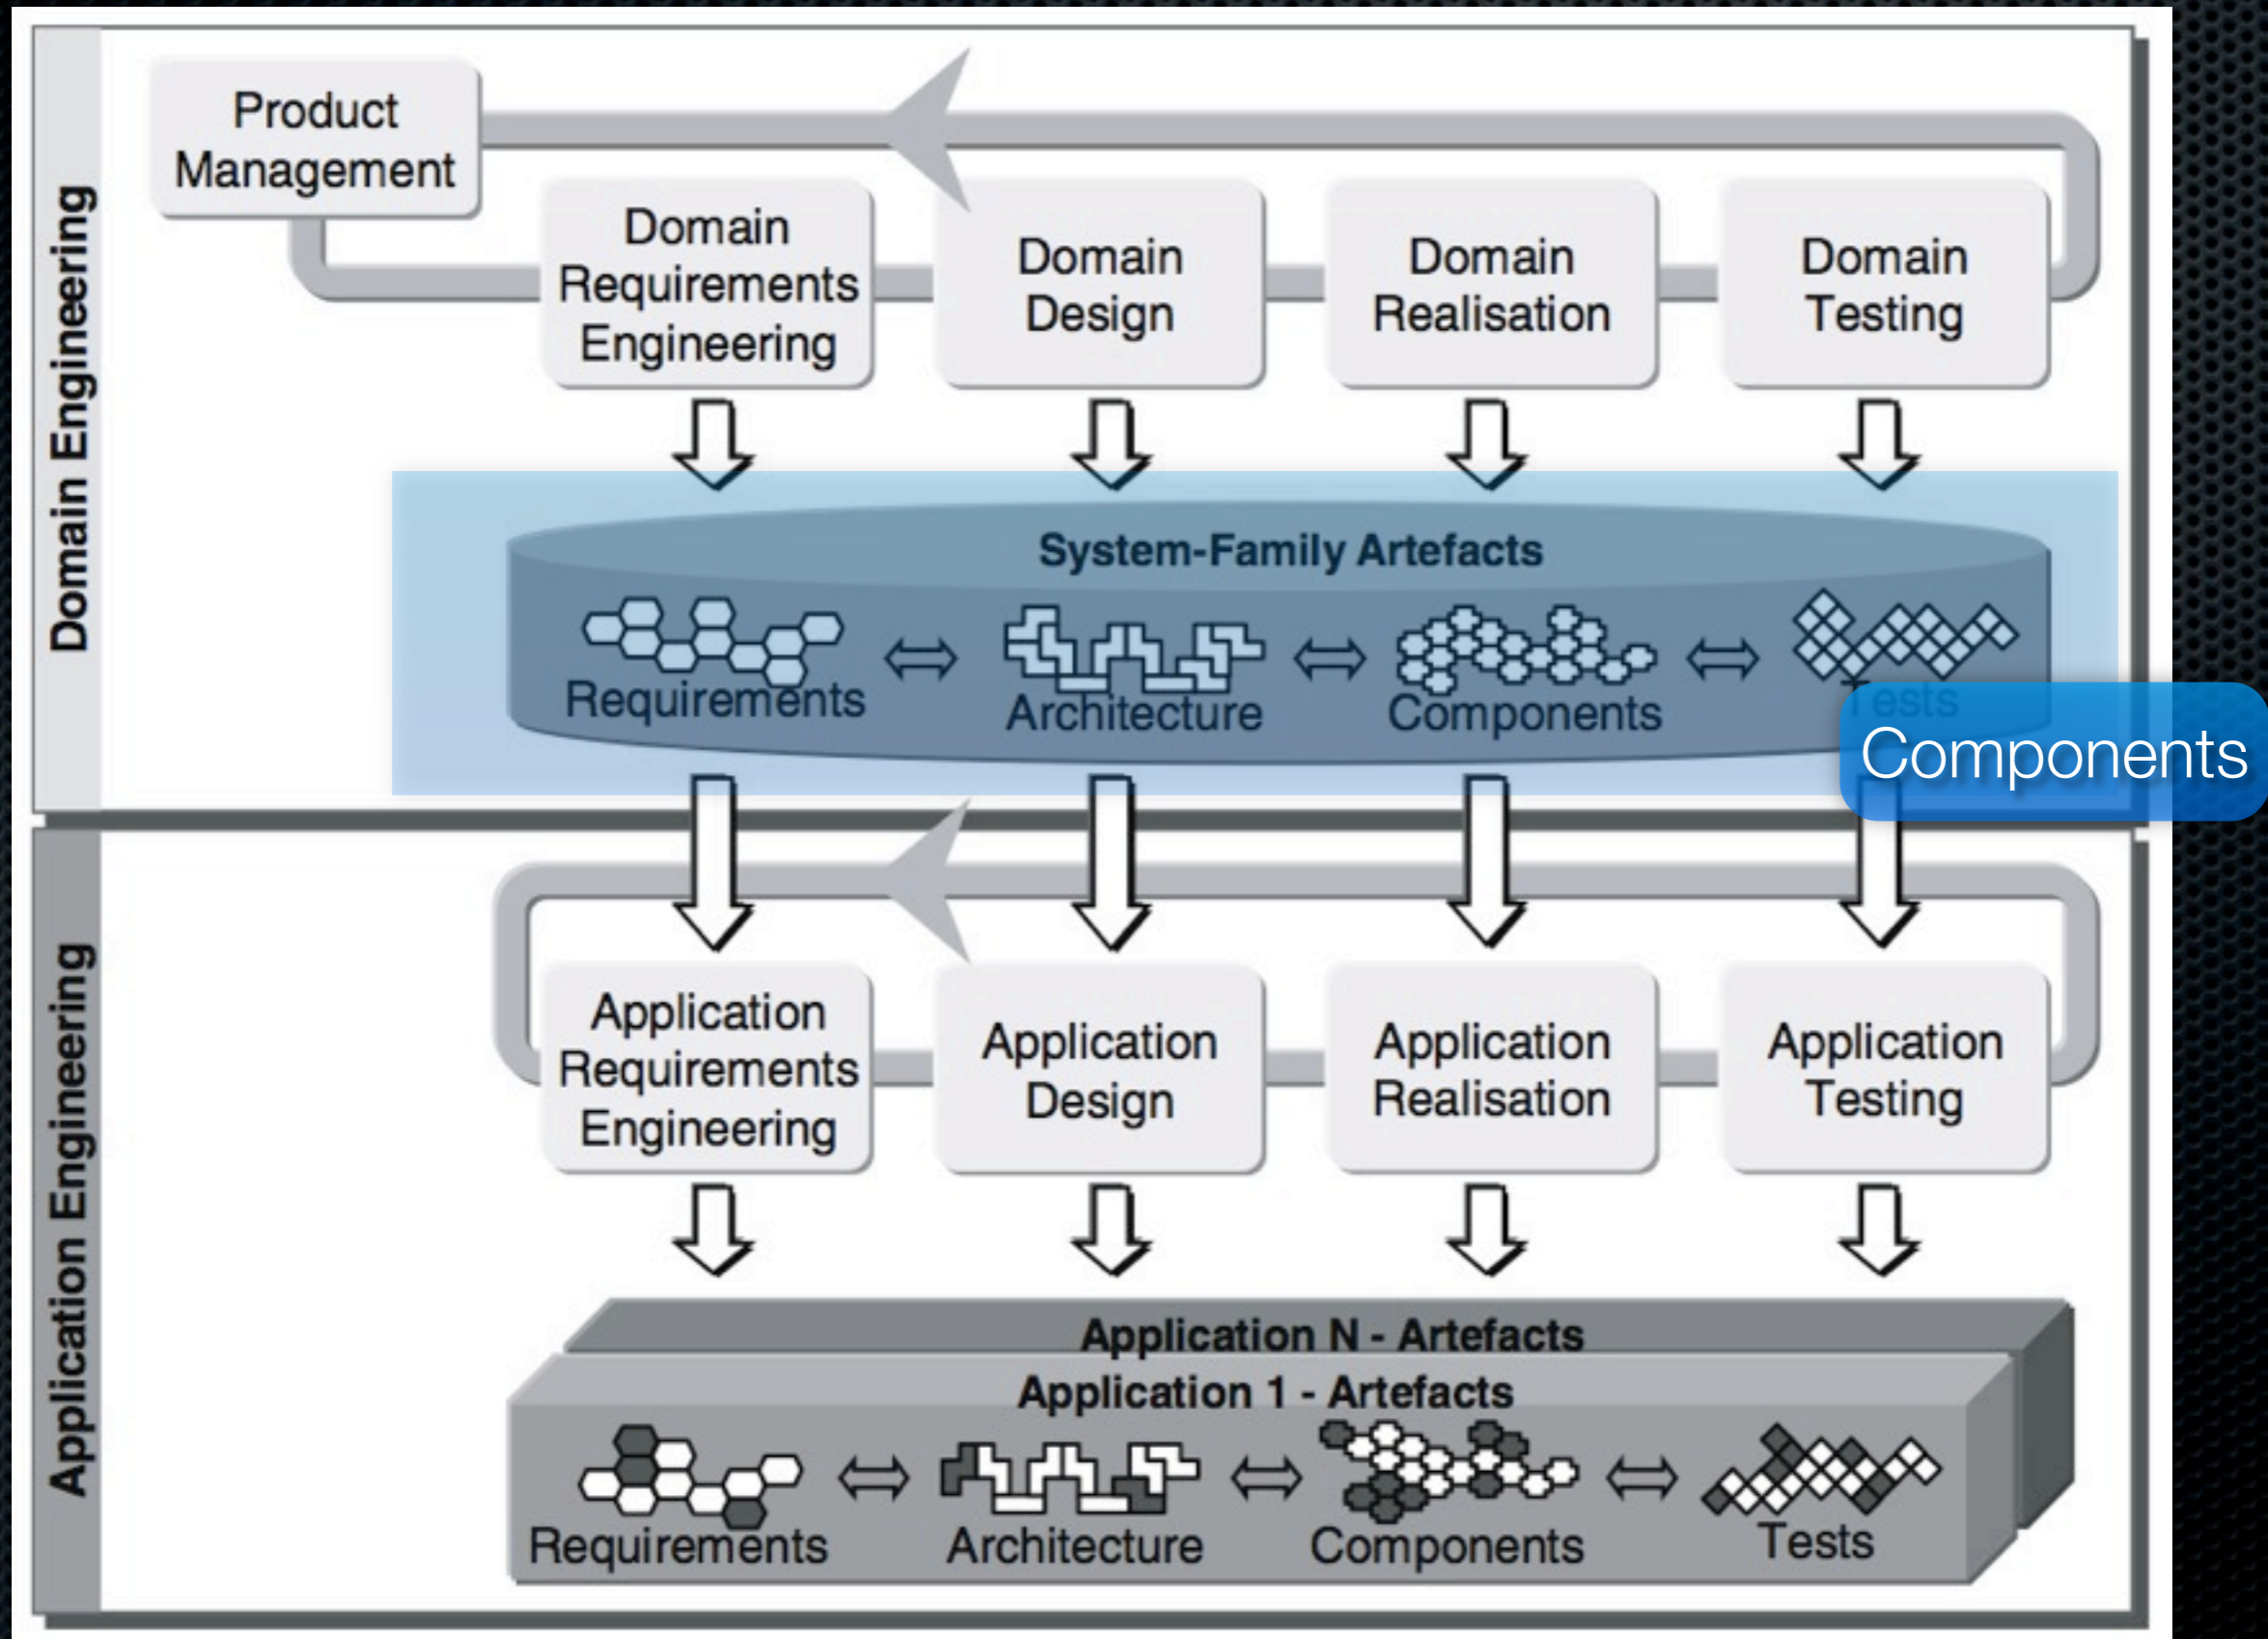 Domain Engineering
Product
Management
Domain
Requirements
Engineering
Domain
Design
Domain
Realisation
Domain
Testing
System-Family Artefacts
Requirements
Architecture
Components
Tests
Components
Application Engineering
Application
Requirements
Engineering
Application
Design
Application
Realisation
Application
Testing
Application N - Artefacts
Application 1 - Artefacts
Requirements
Architecture
Components
Tests